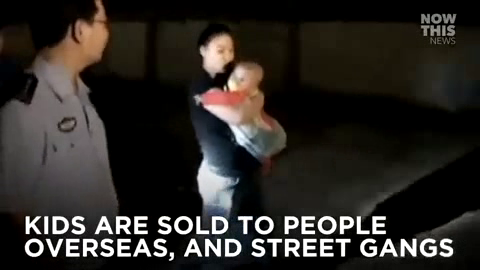 NOW
THIS
NEWS
KIDS ARE SOLD TO PEOPLE
OVERSEAS, AND STREET GANGS